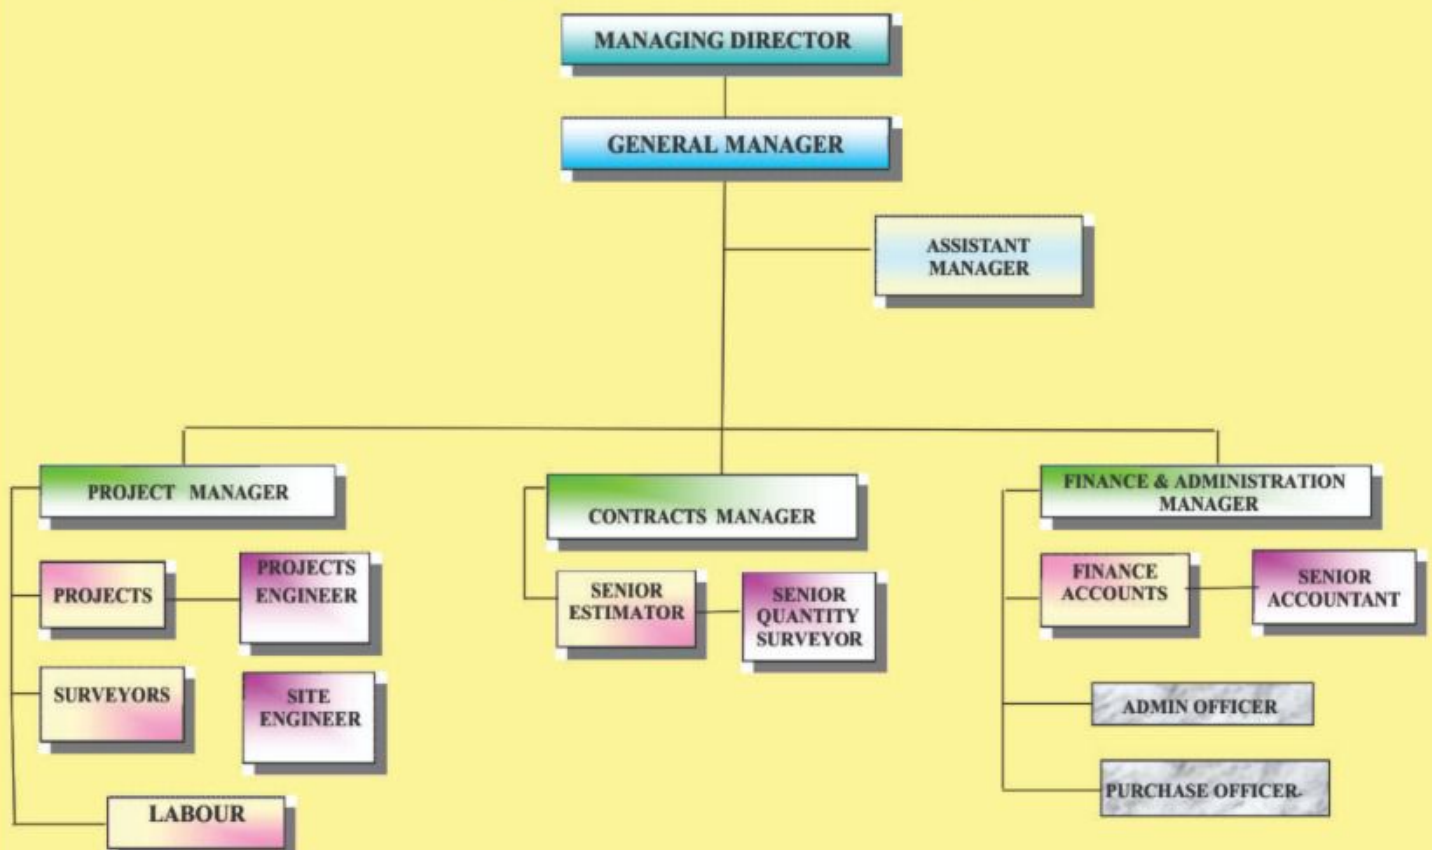 MANAGING DIRECTOR
GENERAL MANAGER
ASSISTANT
MANAGER
PROJECT MANAGER
PROJECTS
PROJECTS
ENGINEER
SURVEYORS
SITE
ENGINEER
LABOUR
CONTRACTS MANAGER
SENIOR
ESTIMATOR
SENIOR
QUANTITY
SURVEYOR
FINANCE & ADMINISTRATION
MANAGER
FINANCE
ACCOUNTS
SENIOR
ACCOUNTANT
ADMIN OFFICER
PURCHASE OFFICER-